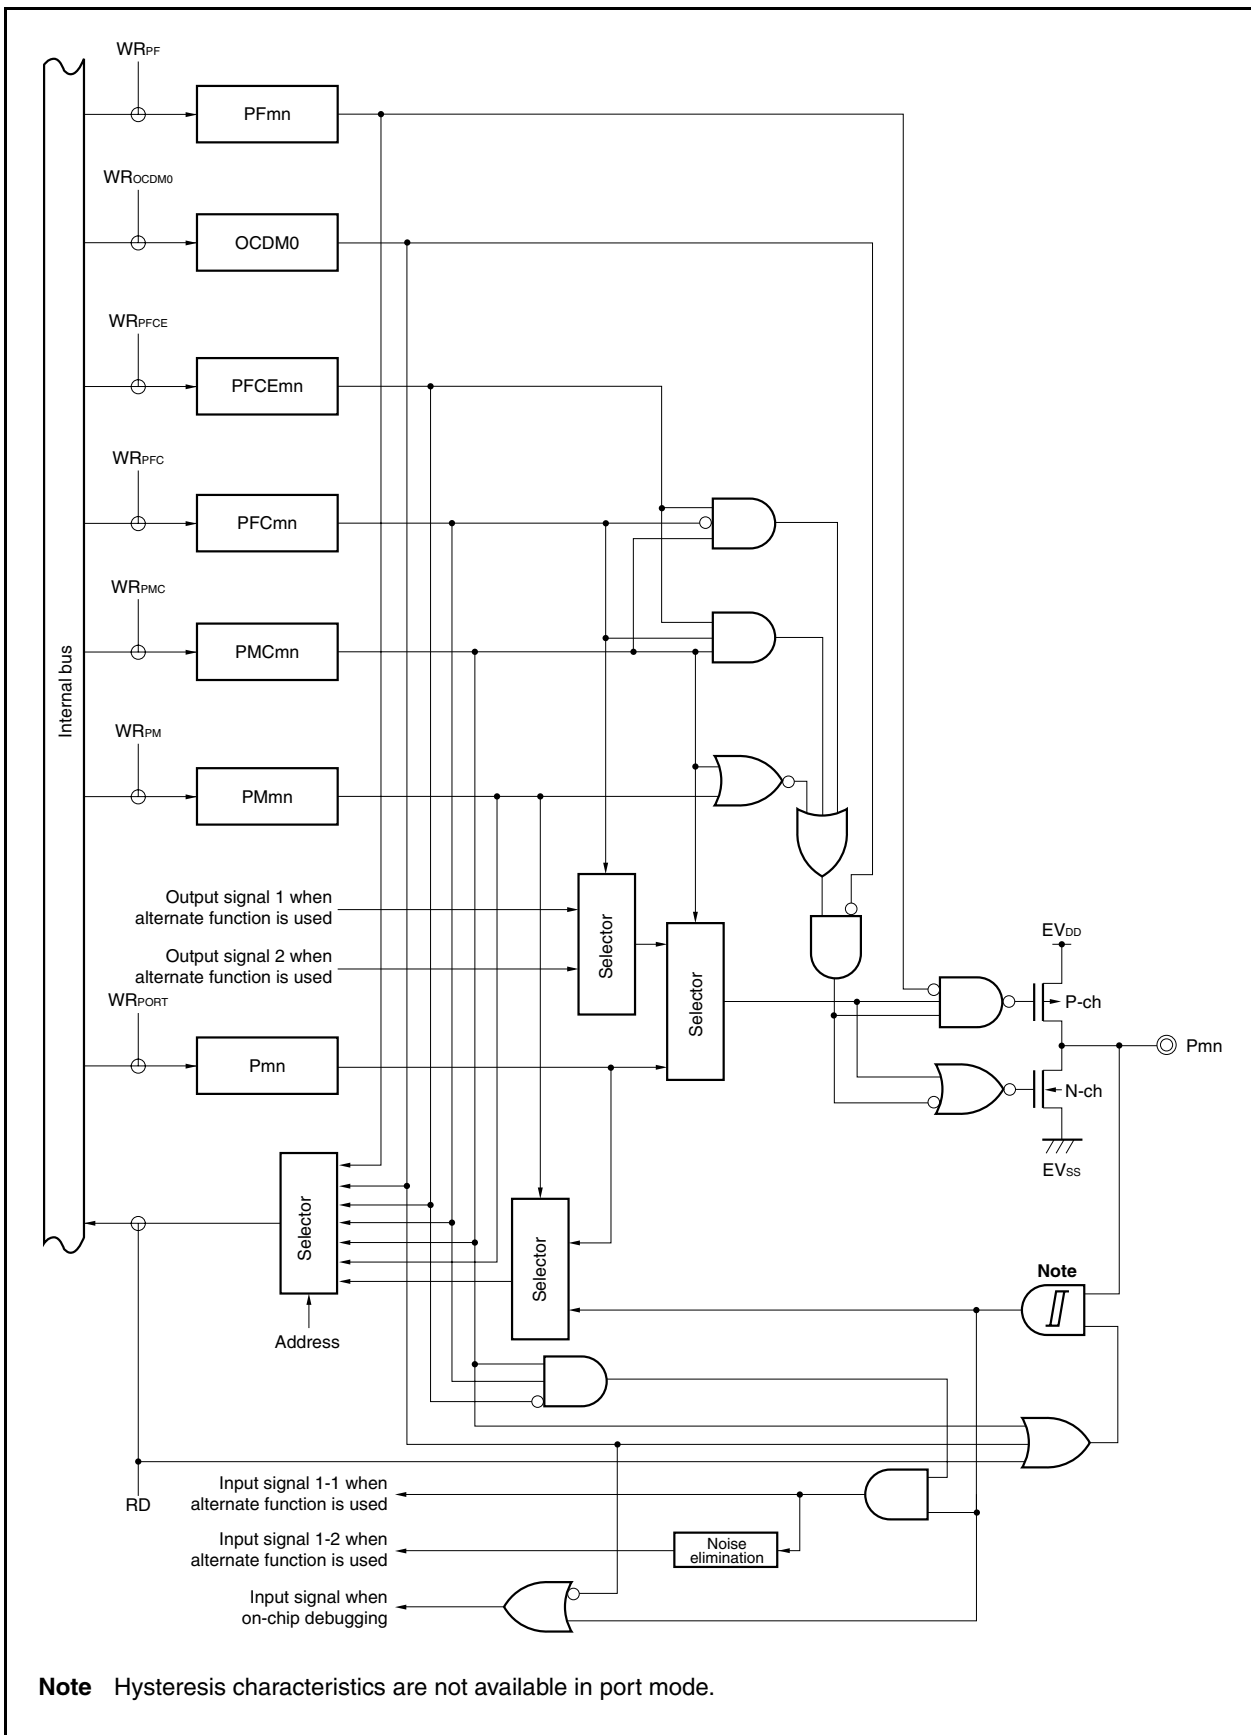 WRPF
PFmn
WROCDM0
OCDM0
WRPFCE
PFCEmn
WRPFC
PFCmn
WRPMC
PMCmn
Internal bus
WRPM
PMmn
Output signal 1 when
alternate function is used
Output signal 2 when
alternate function is used
Selector
Selector
EVDD
P-ch
WRPORT
Pmn
Pmn
N-ch
EVSS
Selector
Selector
Note
Address
RD
Input signal 1-1 when
alternate function is used
Input signal 1-2 when
alternate function is used
Noise
elimination
Input signal when
on-chip debugging
Note Hysteresis characteristics are not available in port mode.